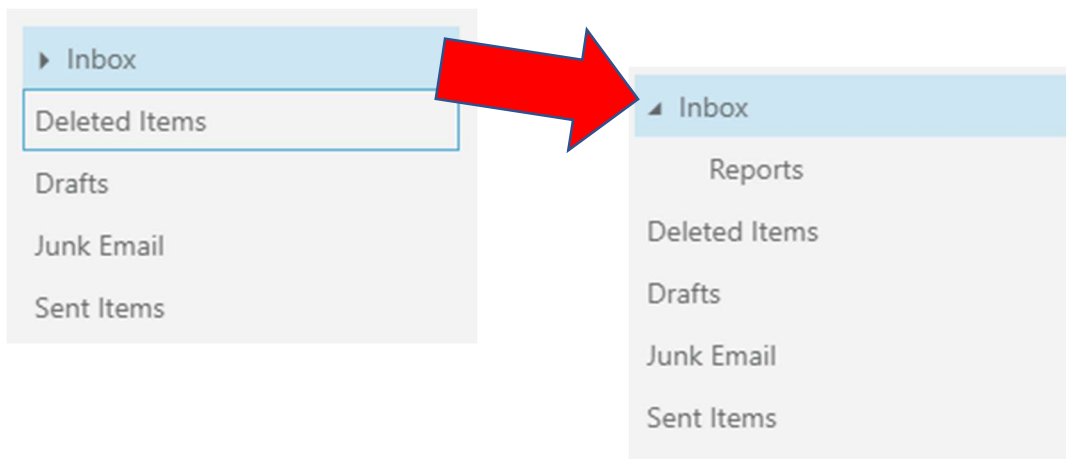 Inbox
Deleted Items
Drafts
Junk Email
Sent Items
Inbox
Reports
Deleted Items
Drafts
Junk Email
Sent Items